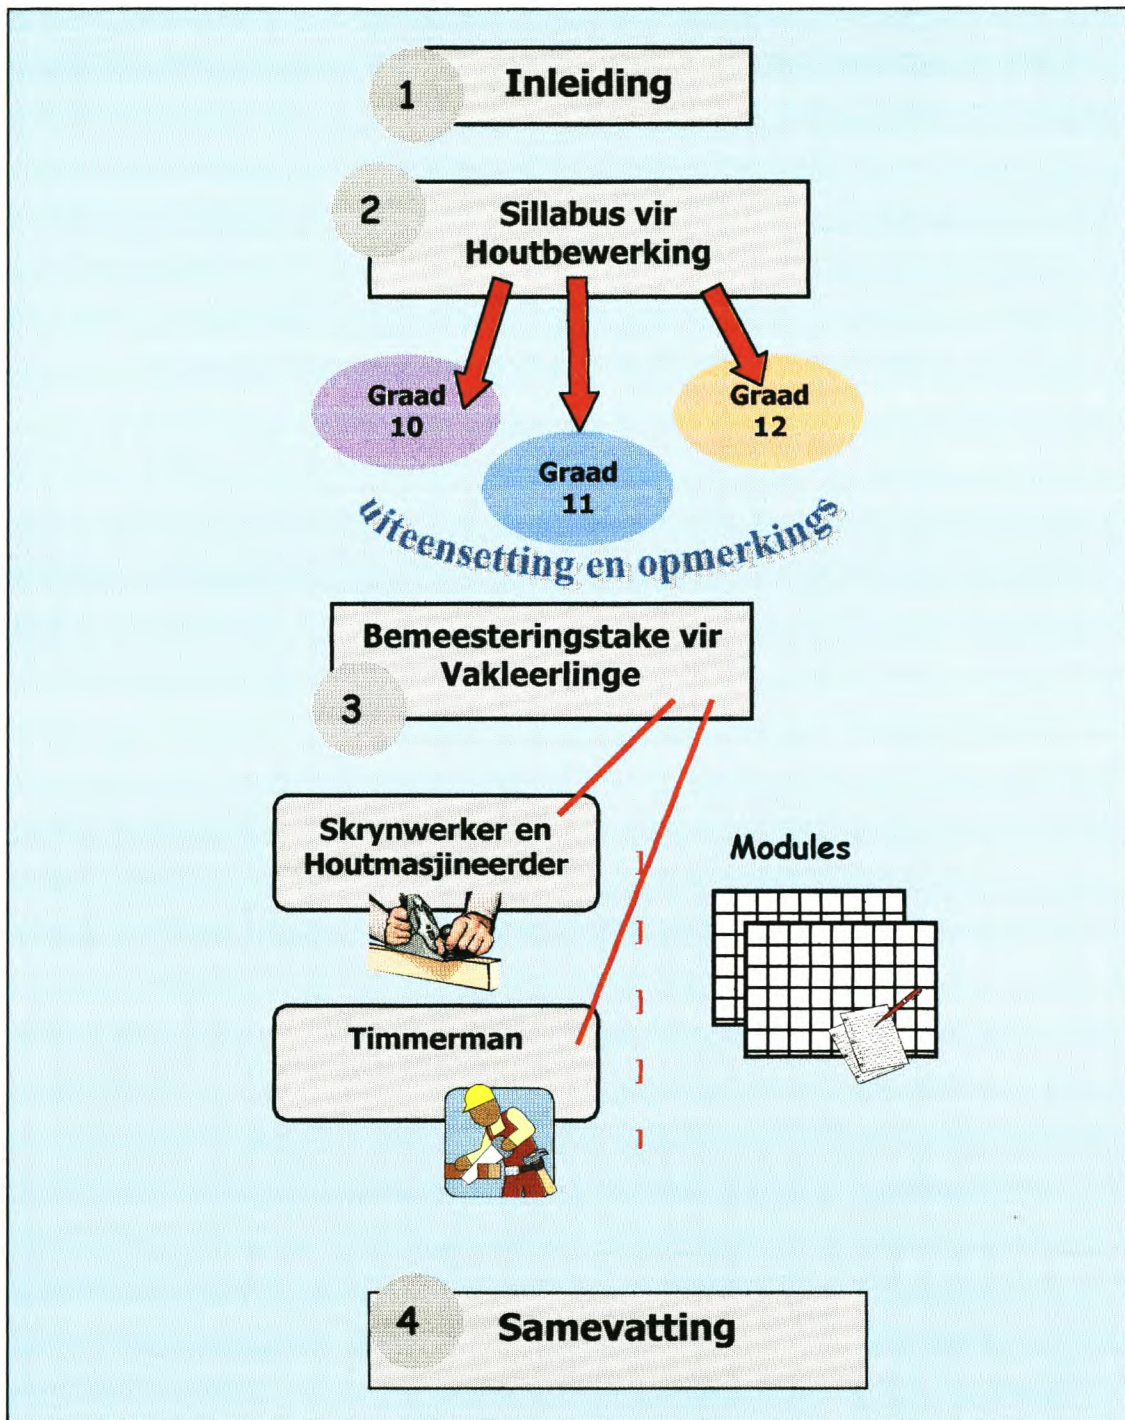 1
Inleiding
2
Sillabus vir
Houtbewerking
Graad
10
Graad
11
Graad
12
uiteensetting en opmerkings
Bemeesteringstake vir
Vakleerlinge
3
Skrynwerker en
Houtmasjineerder
]
Modules
]
]
Timmerman
]
]
4
Samevatting